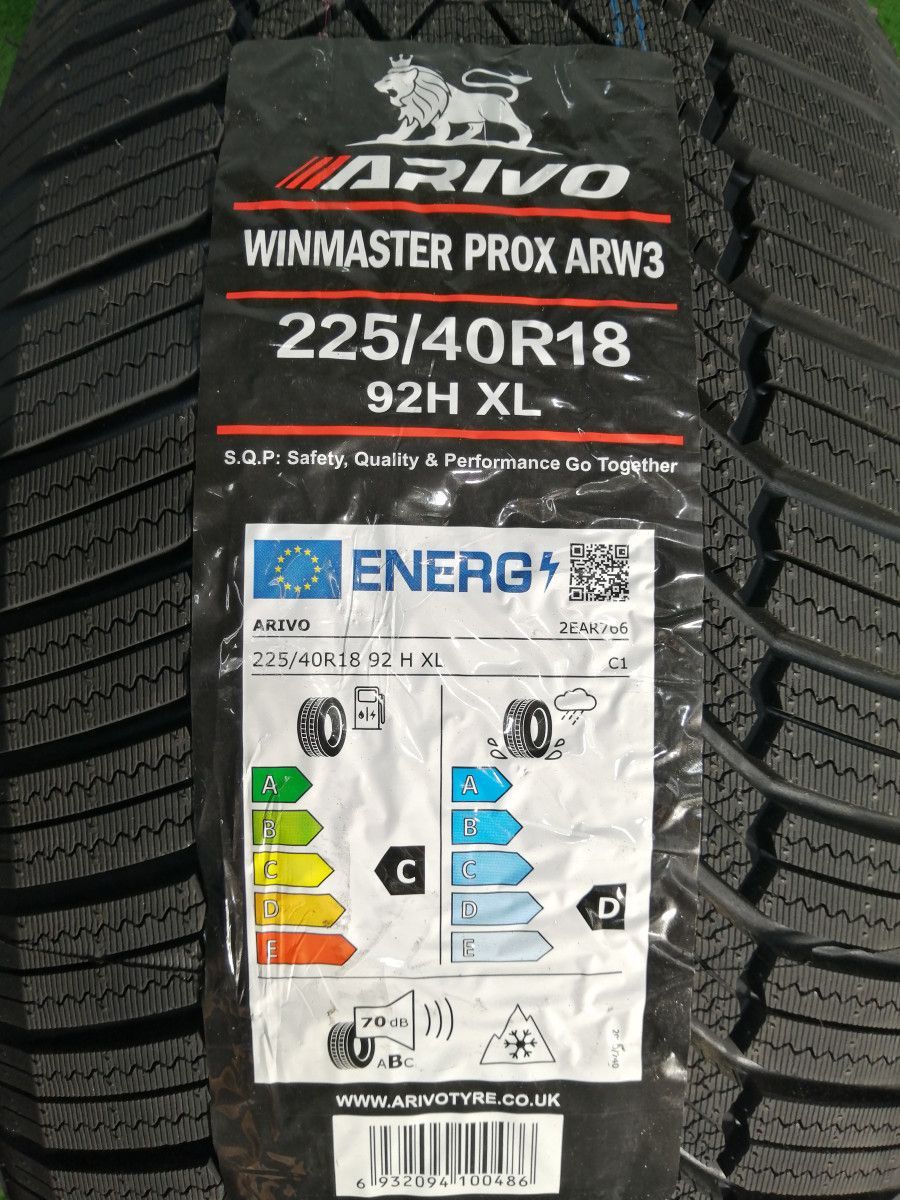 ARIVO
WINMASTER PROX ARW3
225/40R18
92H XL
S.Q.P: Safety, Quality & Performance Go Together
ENERG
ARIVO 2EAR766
225/40R18 92 H XL C1
A A
B B
C C C
D D D
E E
70 dB
ABC
WWW.ARIVOTYRE.CO.UK
6 932094 100486